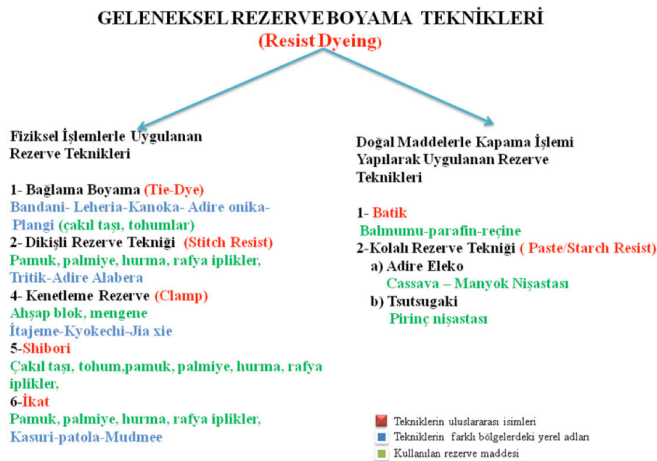 GELENEKSEL REZERVE BOYAMA TEKNİKLERİ
(Resist Dyeing)
Fiziksel İşlemlerle Uygulanan
Rezerve Teknikleri
1- Bağlama Boyama (Tie-Dye)
Bandani- Leheria-Kanoka- Adire onika-
Plangi (çakıl taşı, tohumlar)
2- Dikişli Rezerve Tekniği (Stitch Resist)
Pamuk, palmiye, hurma, rafya iplikler,
Tritik-Adire Alabera
4- Kenetleme Rezerve (Clamp)
Ahşap blok, mengene
İtajeme-Kyokechi-Jia xie
5-Shibori
Çakıl taşı, tohum,pamuk, palmiye, hurma, rafya
iplikler,
6-İkat
Pamuk, palmiye, hurma, rafya iplikler,
Kasuri-patola-Mudmee
Doğal Maddelerle Kapama İşlemi
Yapılarak Uygulanan Rezerve
Teknikleri
1- Batik
Balmumu-parafin-reçine
2-Kolalı Rezerve Tekniği ( Paste/Starch Resist)
a) Adire Eleko
Cassava – Manyok Nişastası
b) Tsutsugaki
Pirinç nişastası
Tekniklerin uluslararası isimleri
Tekniklerin farklı bölgelerdeki yerel adları
Kullanılan rezerve maddesi